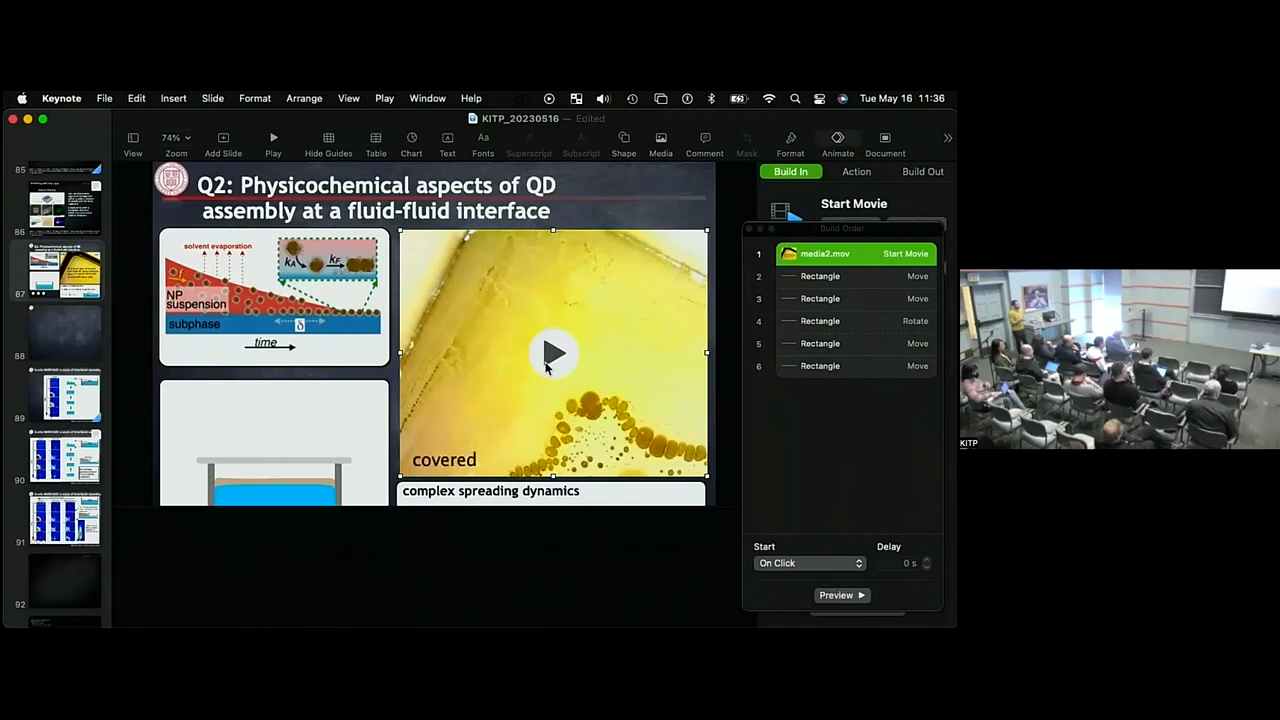 Keynote File Edit Insert Slide Format Arrange View Play Window Help Tue May 16 11:36
KITP_20230516 — Edited
74%
View Zoom Add Slide Play Hide Guides Table Chart Text Fonts Superscript Subscript Shape Media Comment Mask Format Animate Document
Aa
85
86
87
88
89
90
91
92
Q2: Physicochemical aspects of QD
assembly at a fluid-fluid interface
solvent evaporation
kA
kF
NP
suspension
subphase
δ
time
covered
complex spreading dynamics
Build In Action Build Out
Start Movie
Build Order
1 media2.mov Start Movie
2 Rectangle Move
3 Rectangle Move
4 Rectangle Rotate
5 Rectangle Move
6 Rectangle Move
Start Delay
On Click 0 s
Preview
KITP